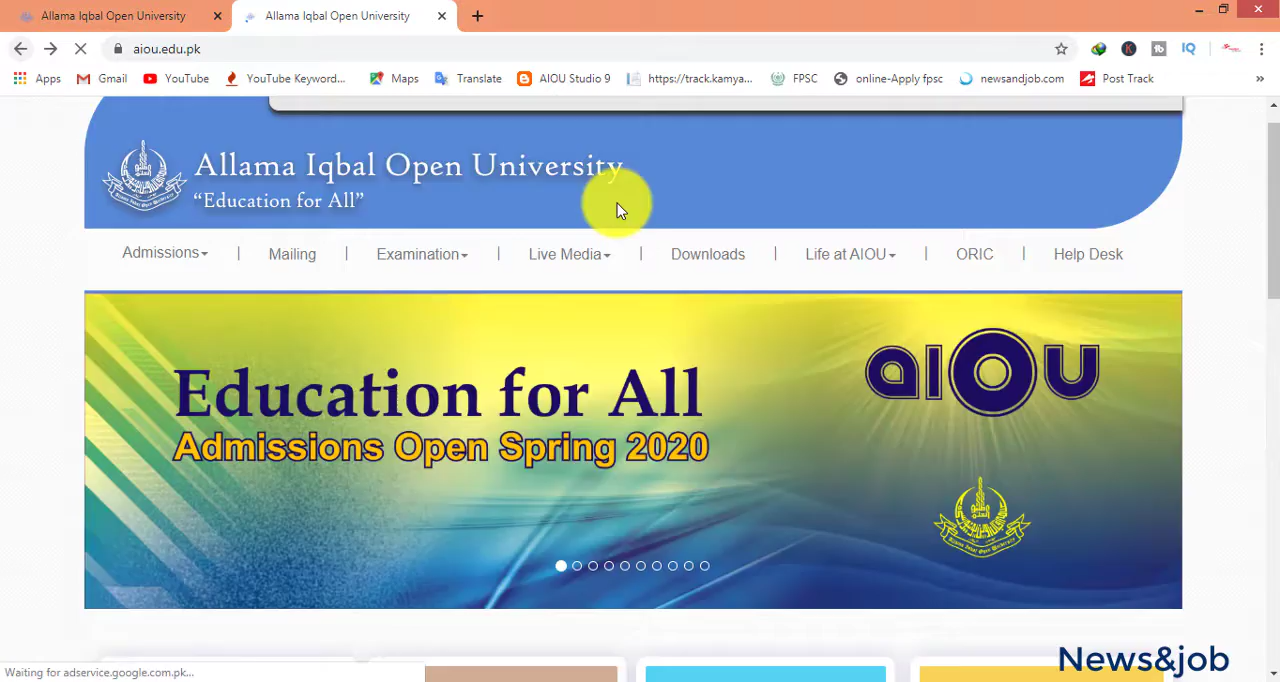 Allama Iqbal Open University
Allama Iqbal Open University
aiou.edu.pk
Apps
Gmail
YouTube
YouTube Keyword...
Maps
Translate
AIOU Studio 9
https://track.kamya...
FPSC
online-Apply fpsc
newsandjob.com
Post Track
»
Allama Iqbal Open University
“Education for All”
Admissions | Mailing | Examination | Live Media | Downloads | Life at AIOU | ORIC | Help Desk
Education for All
Admissions Open Spring 2020
AIOU
Waiting for adservice.google.com.pk...
News&job